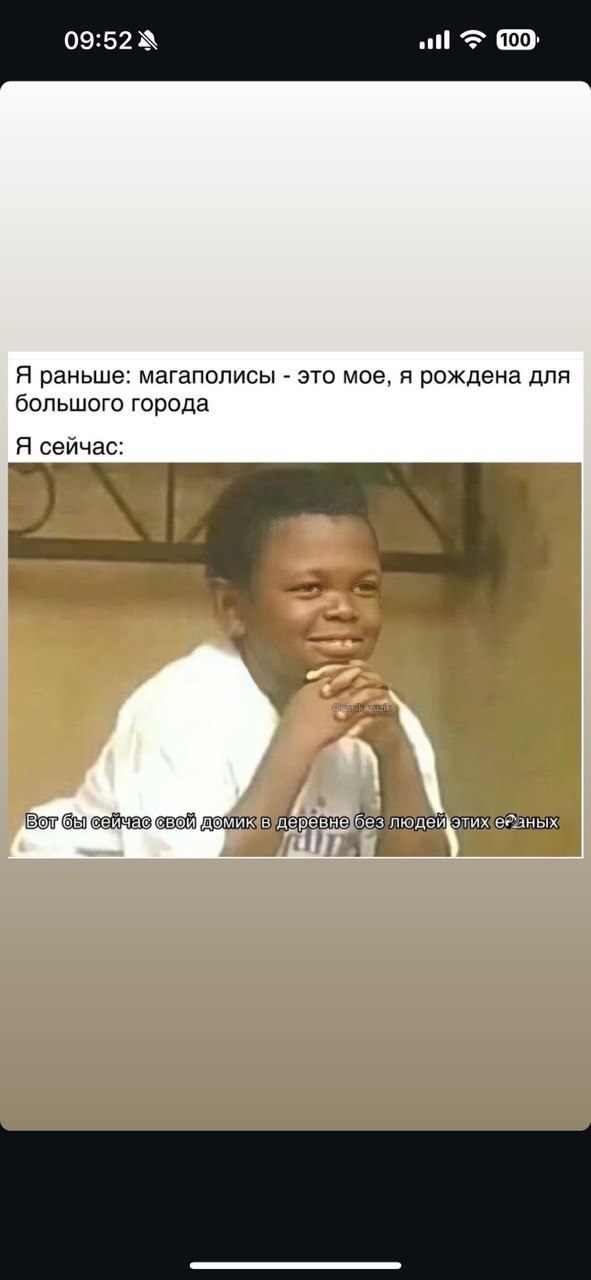 09:52
100
Я раньше: магаполисы - это мое, я рождена для
большого города
Я сейчас:
@susik_zuzik
Вот бы сейчас свой домик в деревне без людей этих е🤣аных